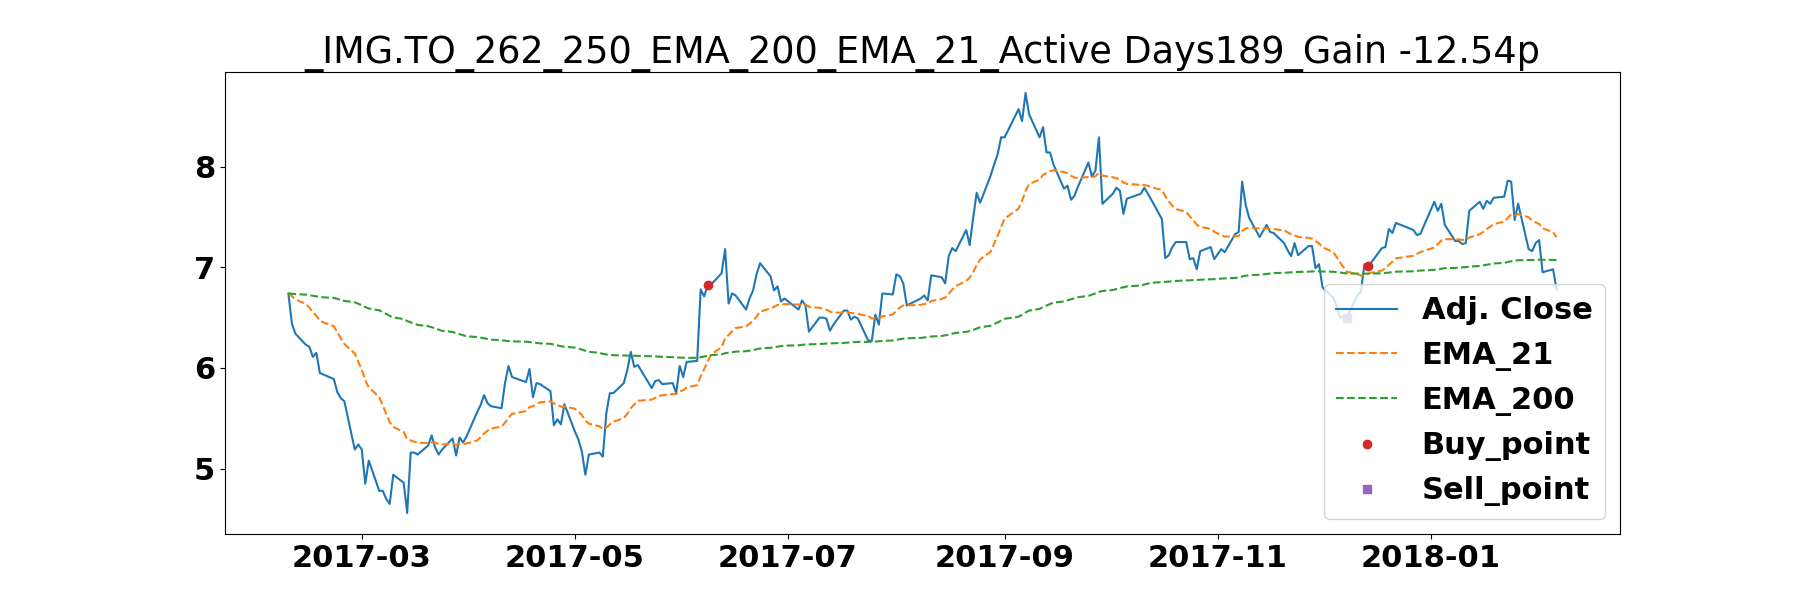 _IMG.TO_262_250_EMA_200_EMA_21_Active Days189_Gain -12.54p
8
7
6
5
Adj. Close
EMA_21
EMA_200
Buy_point
Sell_point
2017-03 2017-05 2017-07 2017-09 2017-11 2018-01